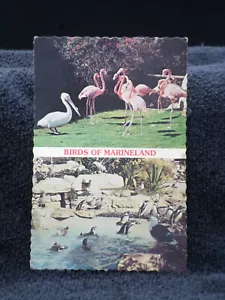 BIRDS OF MARINELAND